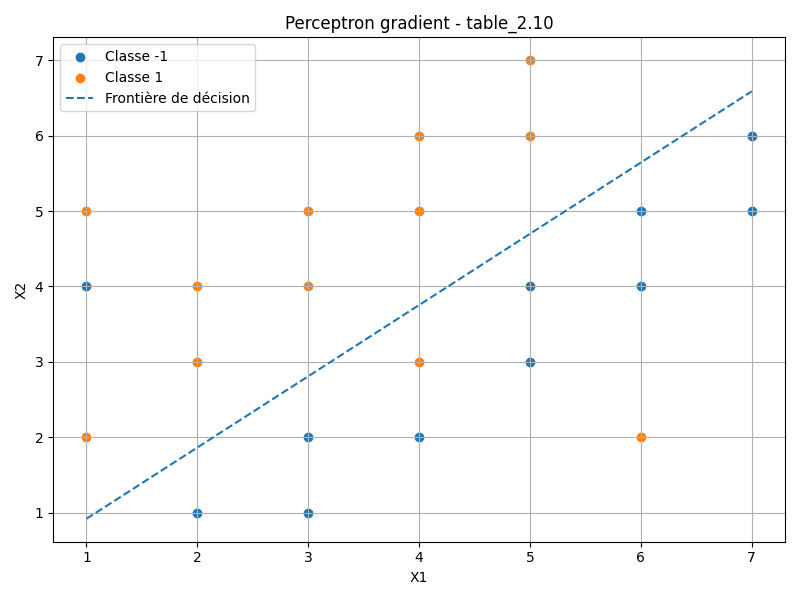 Perceptron gradient - table_2.10
Classe -1
Classe 1
Frontière de décision
7
6
5
4
3
2
1
X2
1 2 3 4 5 6 7
X1